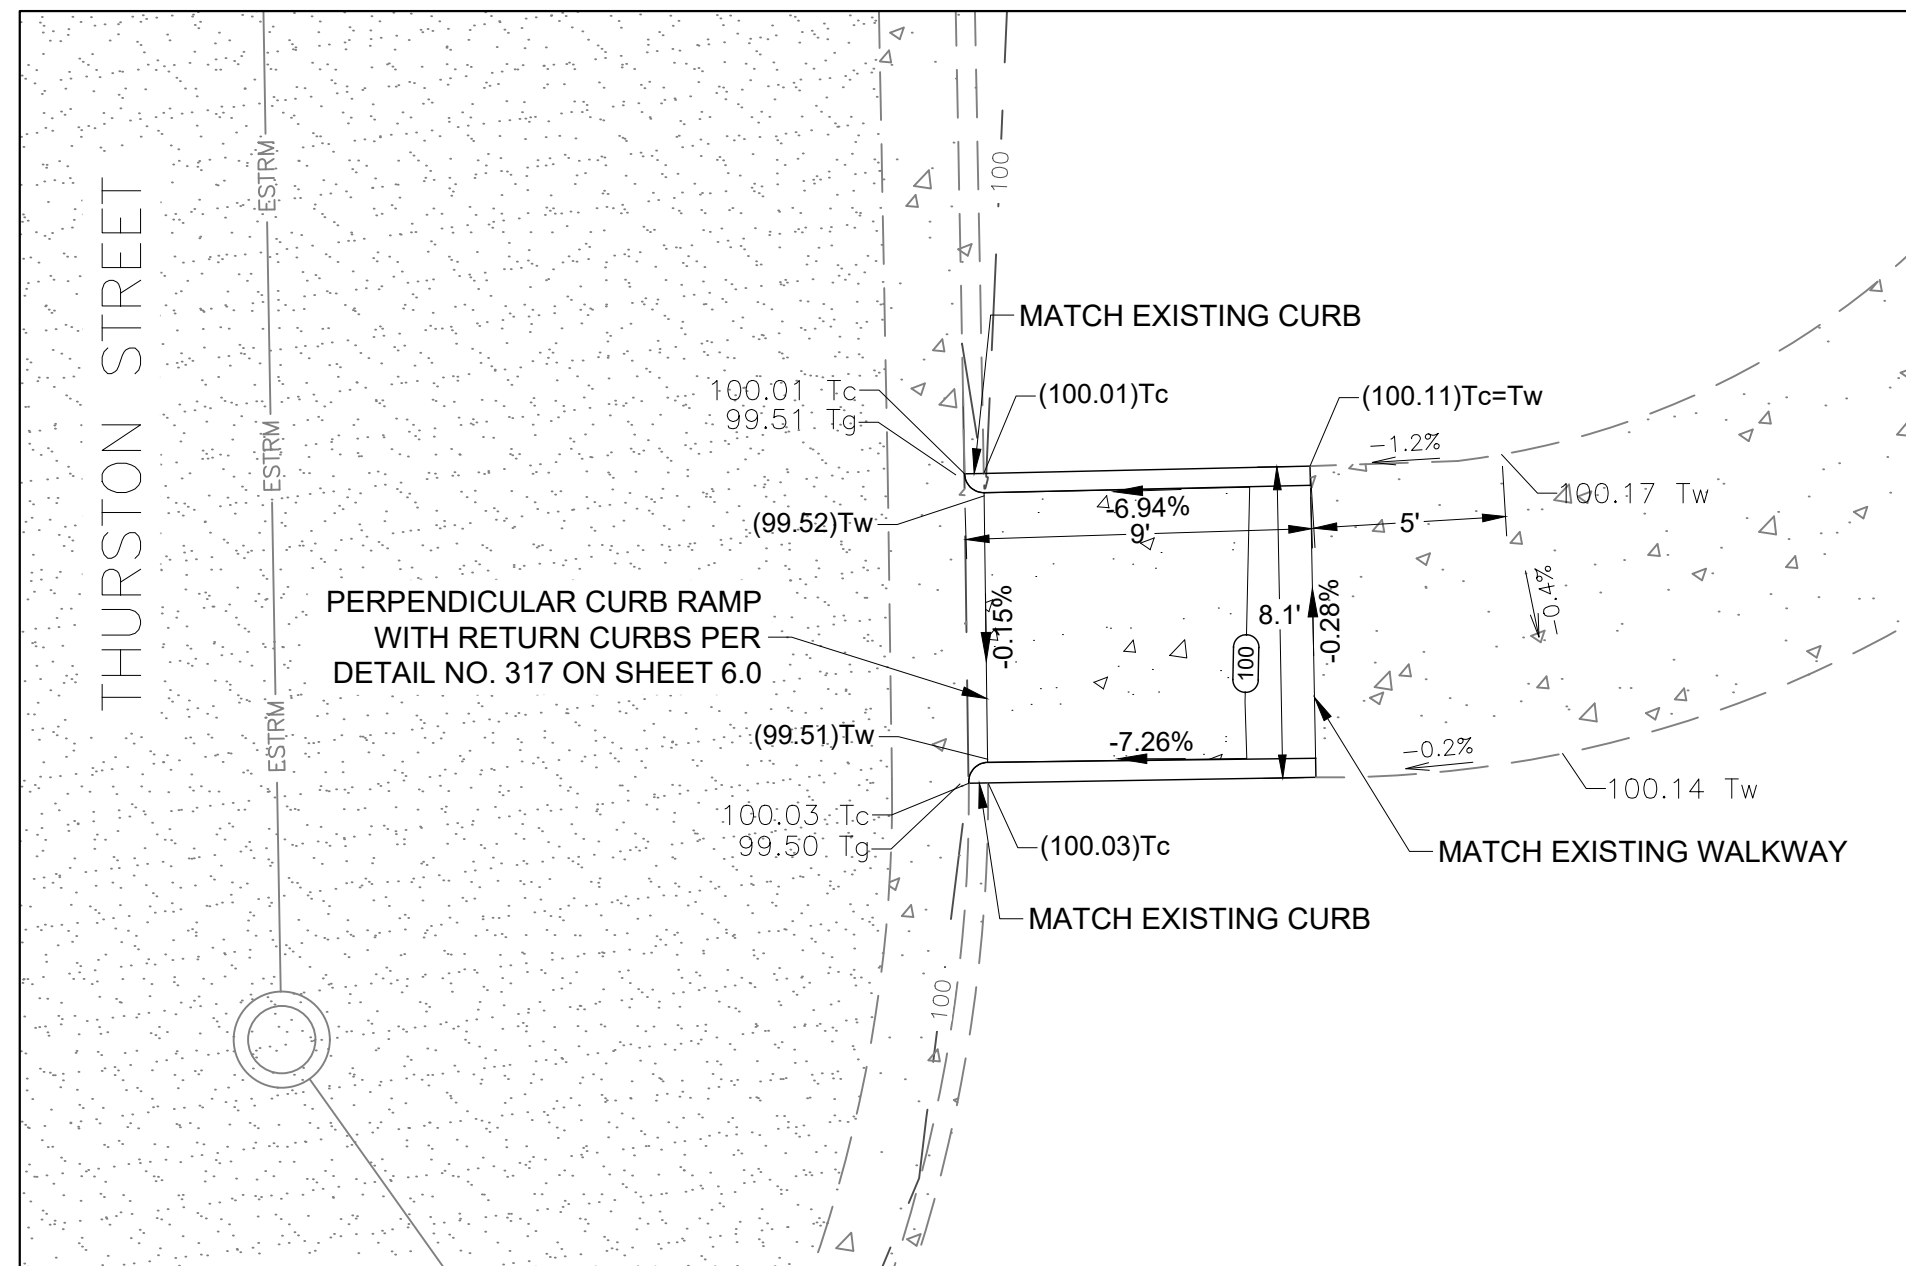 THURSTON STREET
ESTRM
ESTRM
ESTRM
100
MATCH EXISTING CURB
100.01 Tc
99.51 Tg
(100.01)Tc
(100.11)Tc=Tw
-1.2%
100.17 Tw
-6.94%
(99.52)Tw
9'
5'
-0.4%
PERPENDICULAR CURB RAMP
WITH RETURN CURBS PER
DETAIL NO. 317 ON SHEET 6.0
-0.15%
8.1'
-0.28%
100
(99.51)Tw
-7.26%
-0.2%
100.14 Tw
100.03 Tc
99.50 Tg
(100.03)Tc
MATCH EXISTING WALKWAY
MATCH EXISTING CURB
100